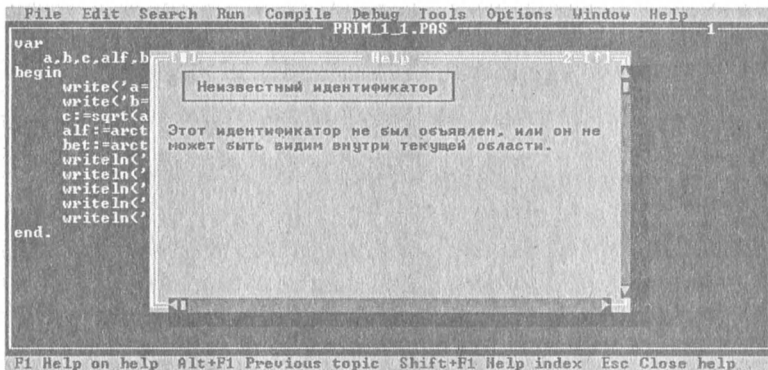 File Edit Search Run Compile Debug Tools Options Window Help
PRIM_1_1.PAS 1
var
a,b,c,alf,b
begin
write('a=
write('b=
c:=sqrt(a
alf:=arct
bet:=arct
writeln('
writeln('
writeln('
writeln('
writeln('
end.
Help 2
Неизвестный идентификатор
Этот идентификатор не был объявлен, или он не
может быть видим внутри текущей области.
F1 Help on help Alt+F1 Previous topic Shift+F1 Help index Esc Close help